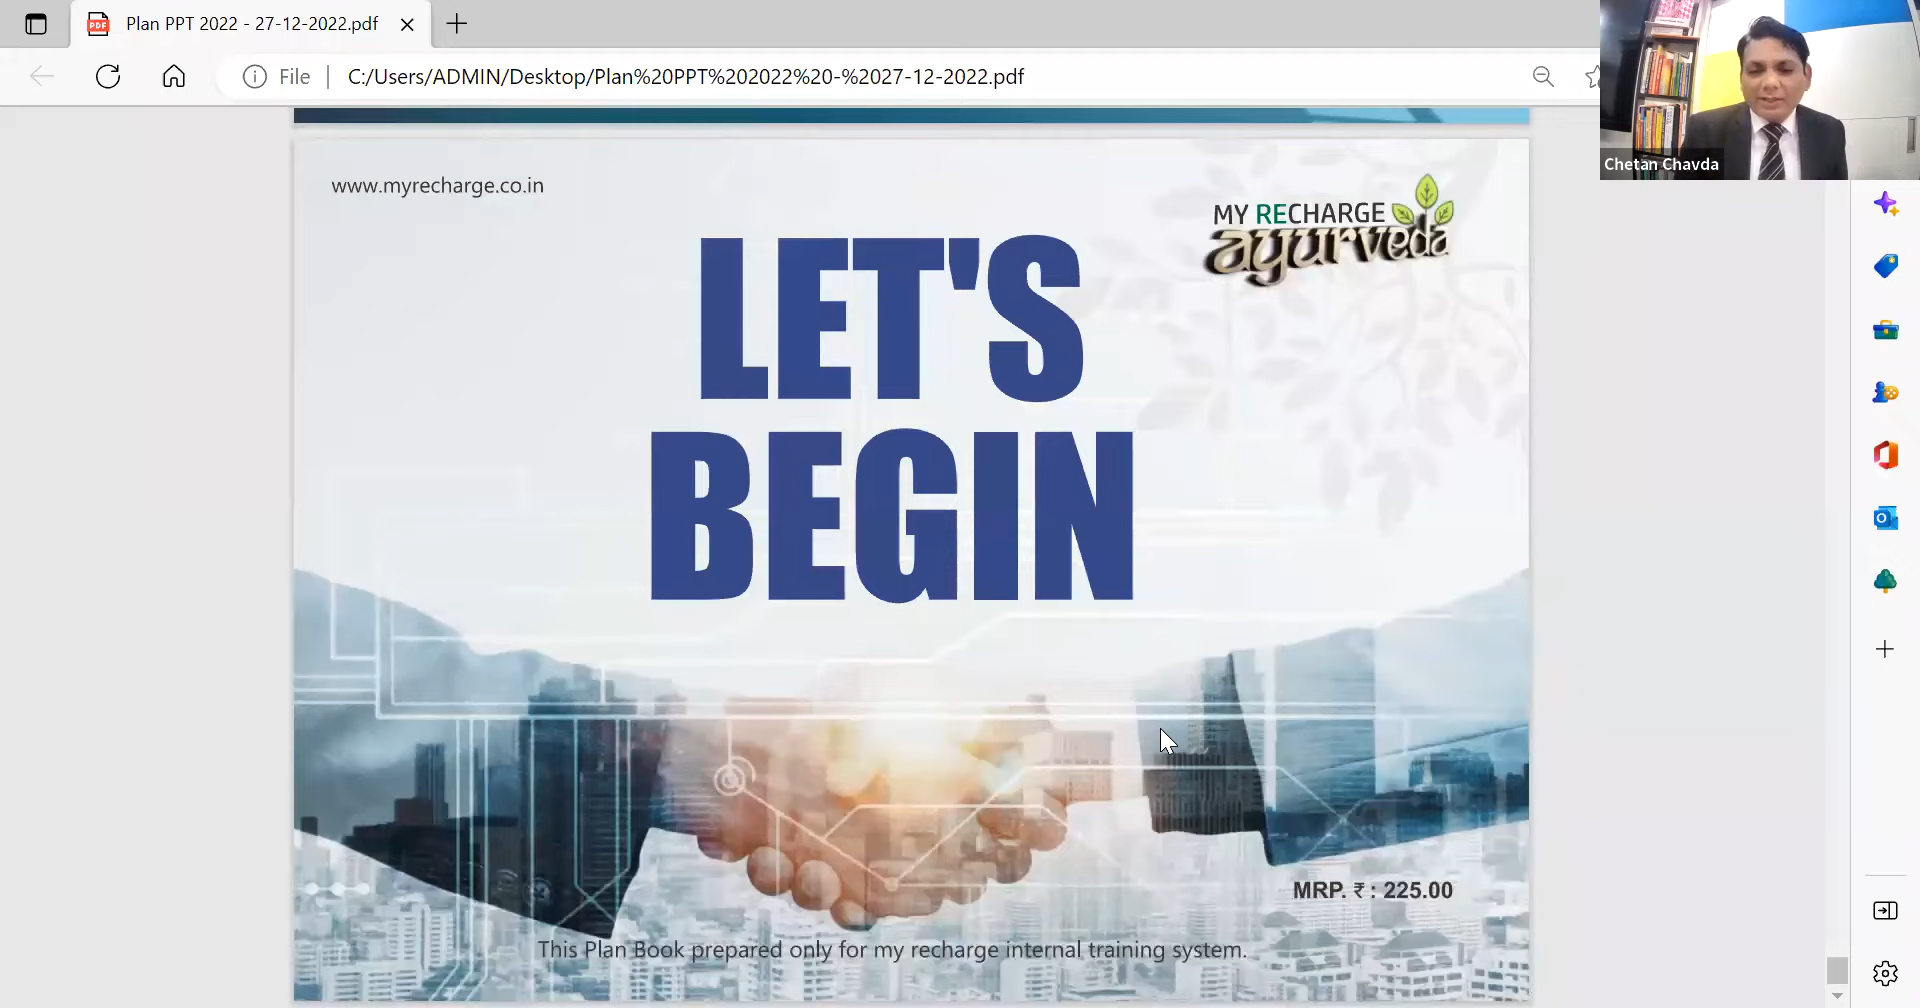 Plan PPT 2022 - 27-12-2022.pdf
PDF
File
C:/Users/ADMIN/Desktop/Plan%20PPT%202022%20-%2027-12-2022.pdf
Chetan Chavda
www.myrecharge.co.in
MY RECHARGE
ayurveda
LET'S
BEGIN
MRP. ₹ : 225.00
This Plan Book prepared only for my recharge internal training system.